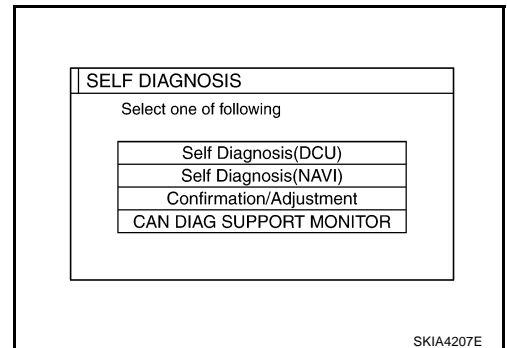 SELF DIAGNOSIS
Select one of following
Self Diagnosis(DCU)
Self Diagnosis(NAVI)
Confirmation/Adjustment
CAN DIAG SUPPORT MONITOR
SKIA4207E